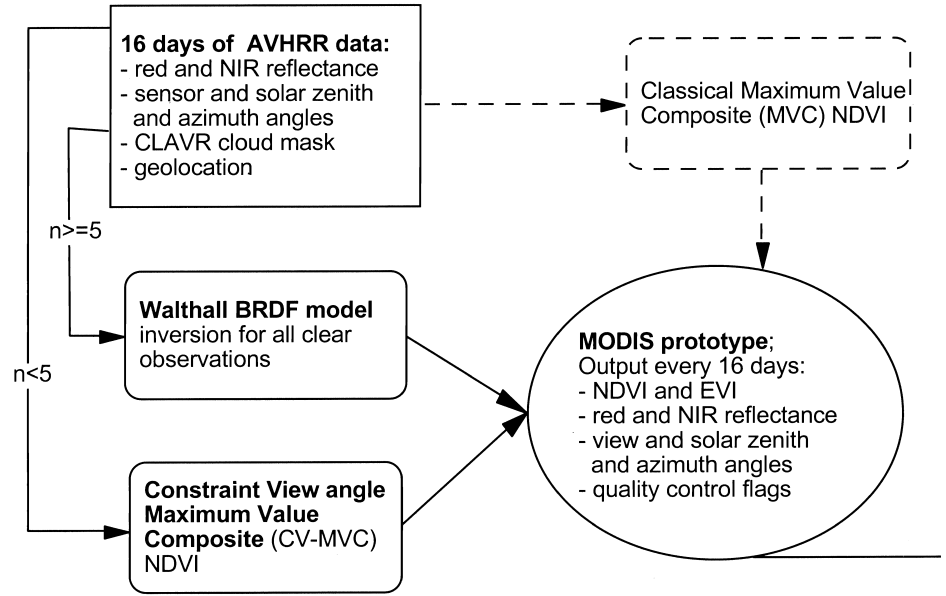 16 days of AVHRR data:
- red and NIR reflectance
- sensor and solar zenith
and azimuth angles
- CLAVR cloud mask
- geolocation
Classical Maximum Value
Composite (MVC) NDVI
n>=5
Walthall BRDF model
inversion for all clear
observations
n<5
MODIS prototype;
Output every 16 days:
- NDVI and EVI
- red and NIR reflectance
- view and solar zenith
and azimuth angles
- quality control flags
Constraint View angle
Maximum Value
Composite (CV-MVC)
NDVI